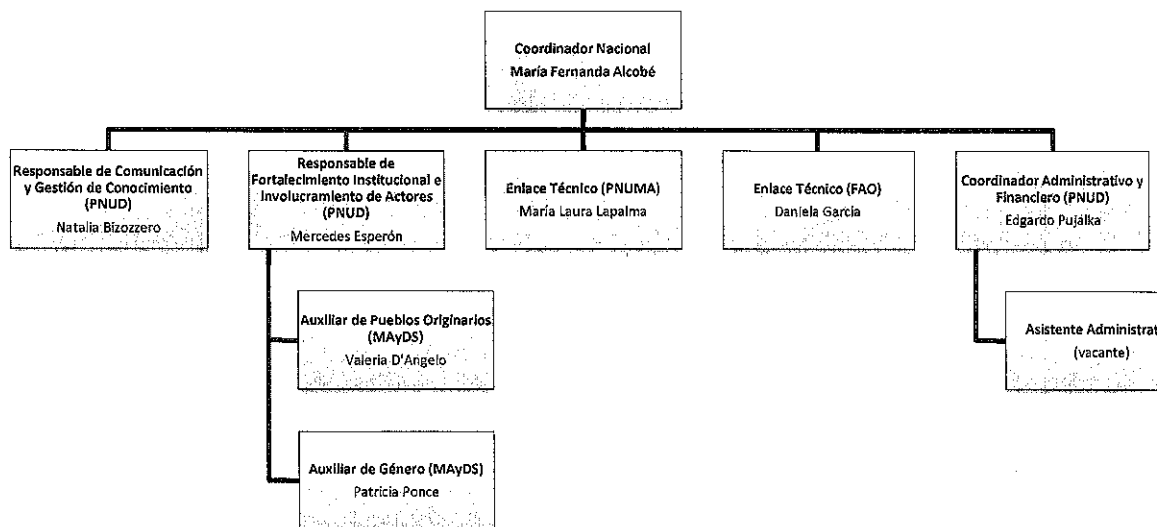 Coordinador Nacional
María Fernanda Alcobé
Responsable de Comunicación
y Gestión de Conocimiento
(PNUD)
Natalia Bizozzero
Responsable de
Fortalecimiento Institucional e
Involucramiento de Actores
(PNUD)
Mercedes Esperón
Enlace Técnico (PNUMA)
María Laura Lapalma
Enlace Técnico (FAO)
Daniela García
Coordinador Administrativo y
Financiero (PNUD)
Edgardo Pujalka
Auxiliar de Pueblos Originarios
(MAyDS)
Valeria D'Angelo
Asistente Administrat
(vacante)
Auxiliar de Género (MAyDS)
Patricia Ponce